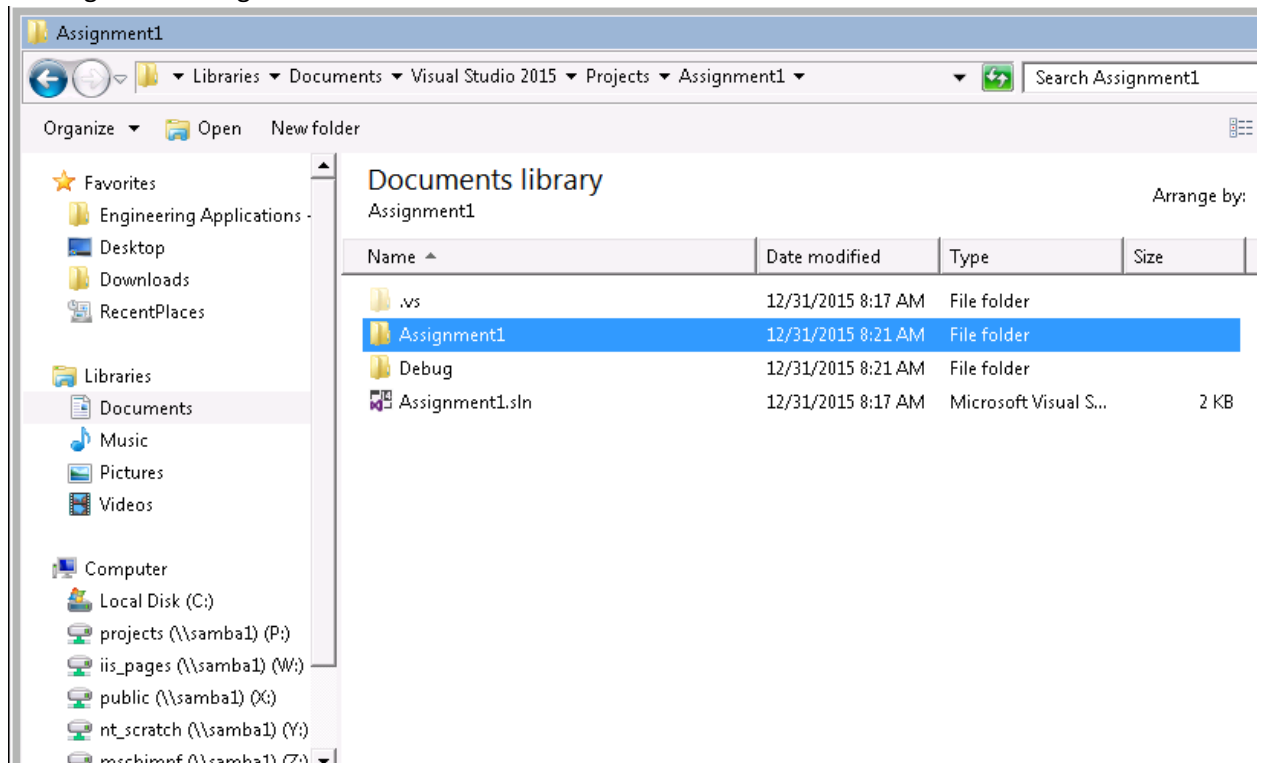 Assignment1
Libraries Documents Visual Studio 2015 Projects Assignment1 Search Assignment1
Organize Open New folder
Favorites
Engineering Applications -
Desktop
Downloads
RecentPlaces
Libraries
Documents
Music
Pictures
Videos
Computer
Local Disk (C:)
projects (\\samba1) (P:)
iis_pages (\\samba1) (W:)
public (\\samba1) (X:)
nt_scratch (\\samba1) (Y:)
Documents library
Assignment1
Arrange by:
Name Date modified Type Size
.vs 12/31/2015 8:17 AM File folder
Assignment1 12/31/2015 8:21 AM File folder
Debug 12/31/2015 8:21 AM File folder
Assignment1.sln 12/31/2015 8:17 AM Microsoft Visual S... 2 KB